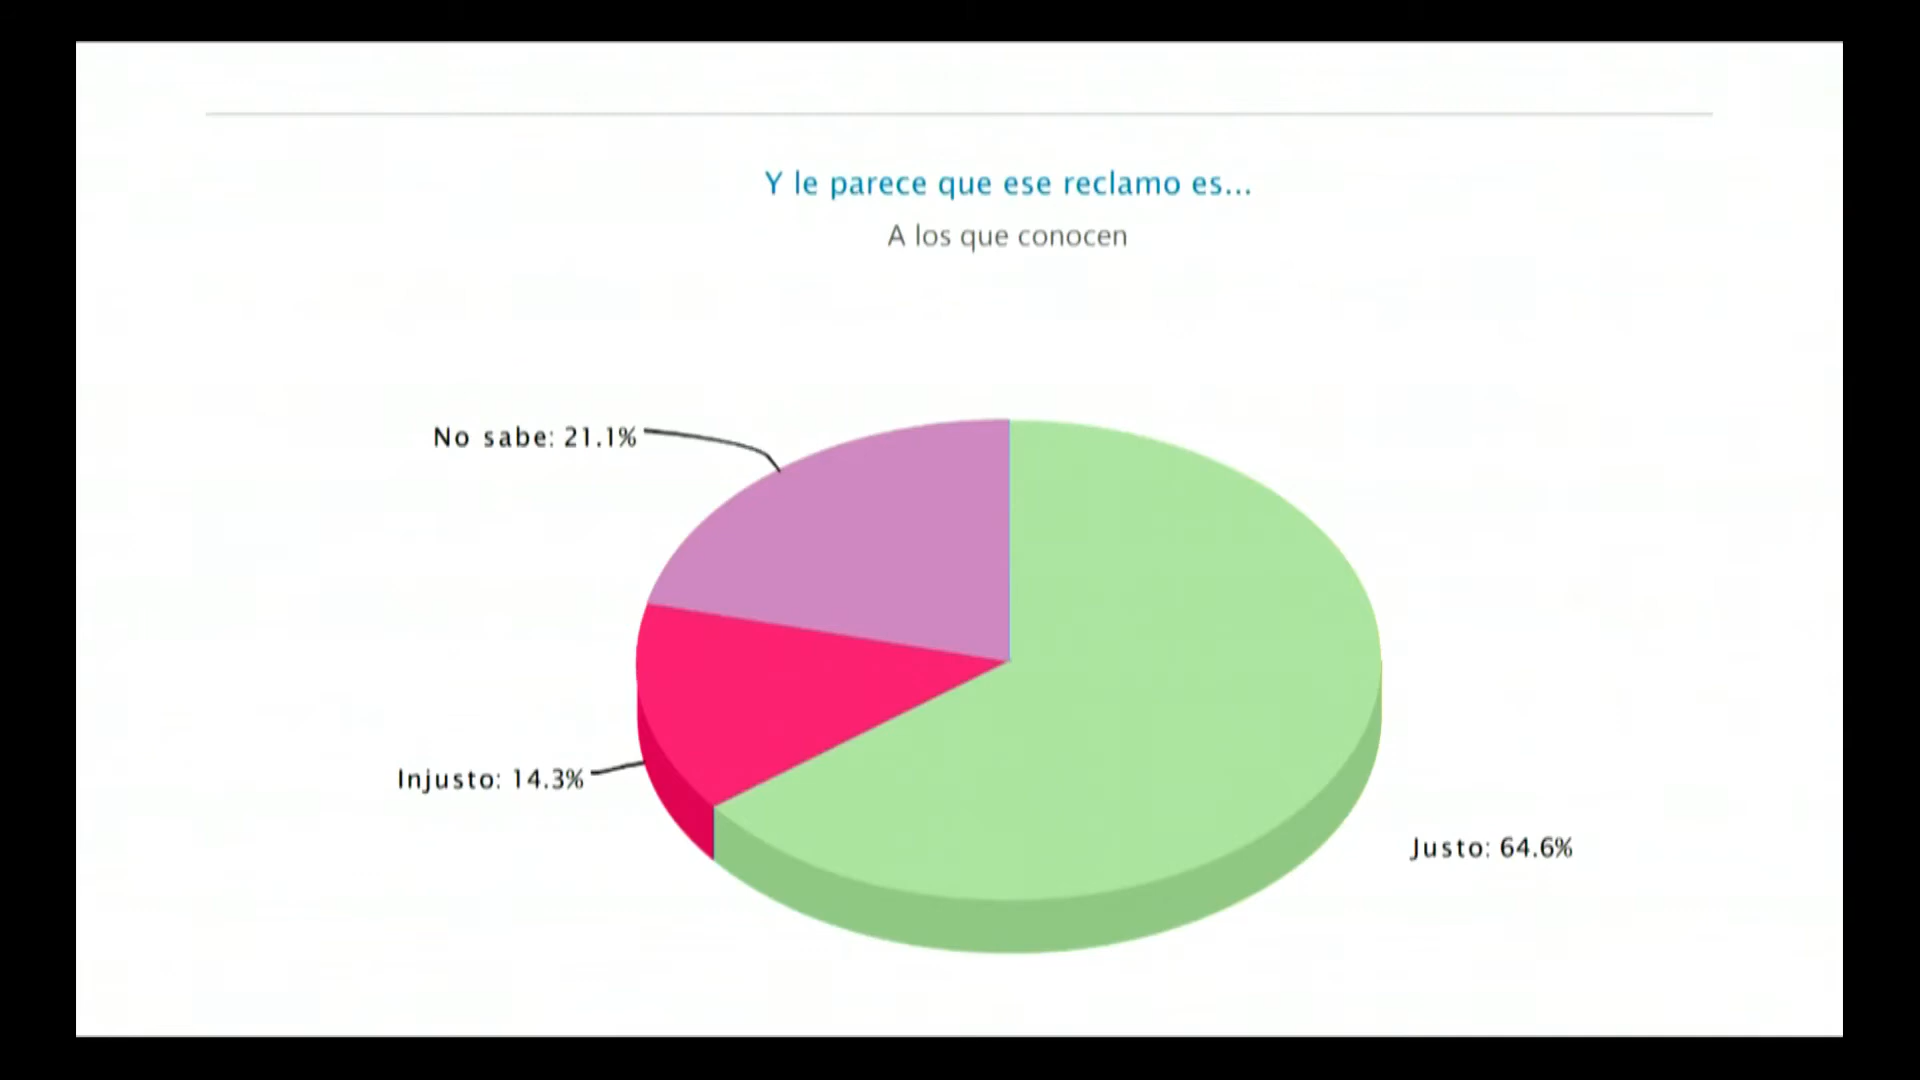 Y le parece que ese reclamo es...
A los que conocen
No sabe: 21.1%
Injusto: 14.3%
Justo: 64.6%